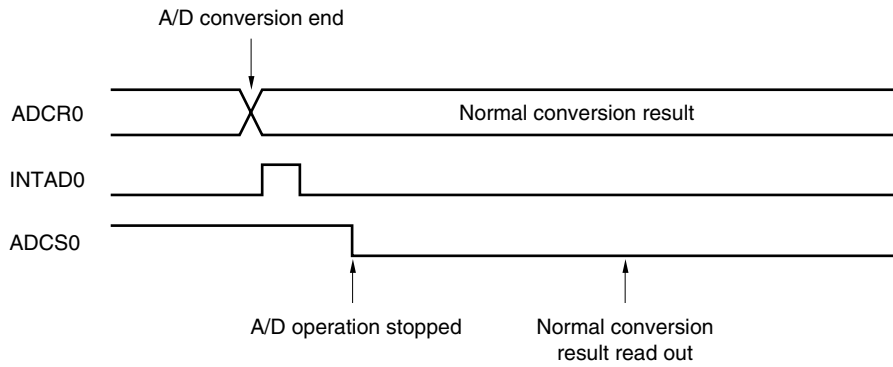 A/D conversion end
ADCR0
Normal conversion result
INTAD0
ADCS0
A/D operation stopped
Normal conversion
result read out